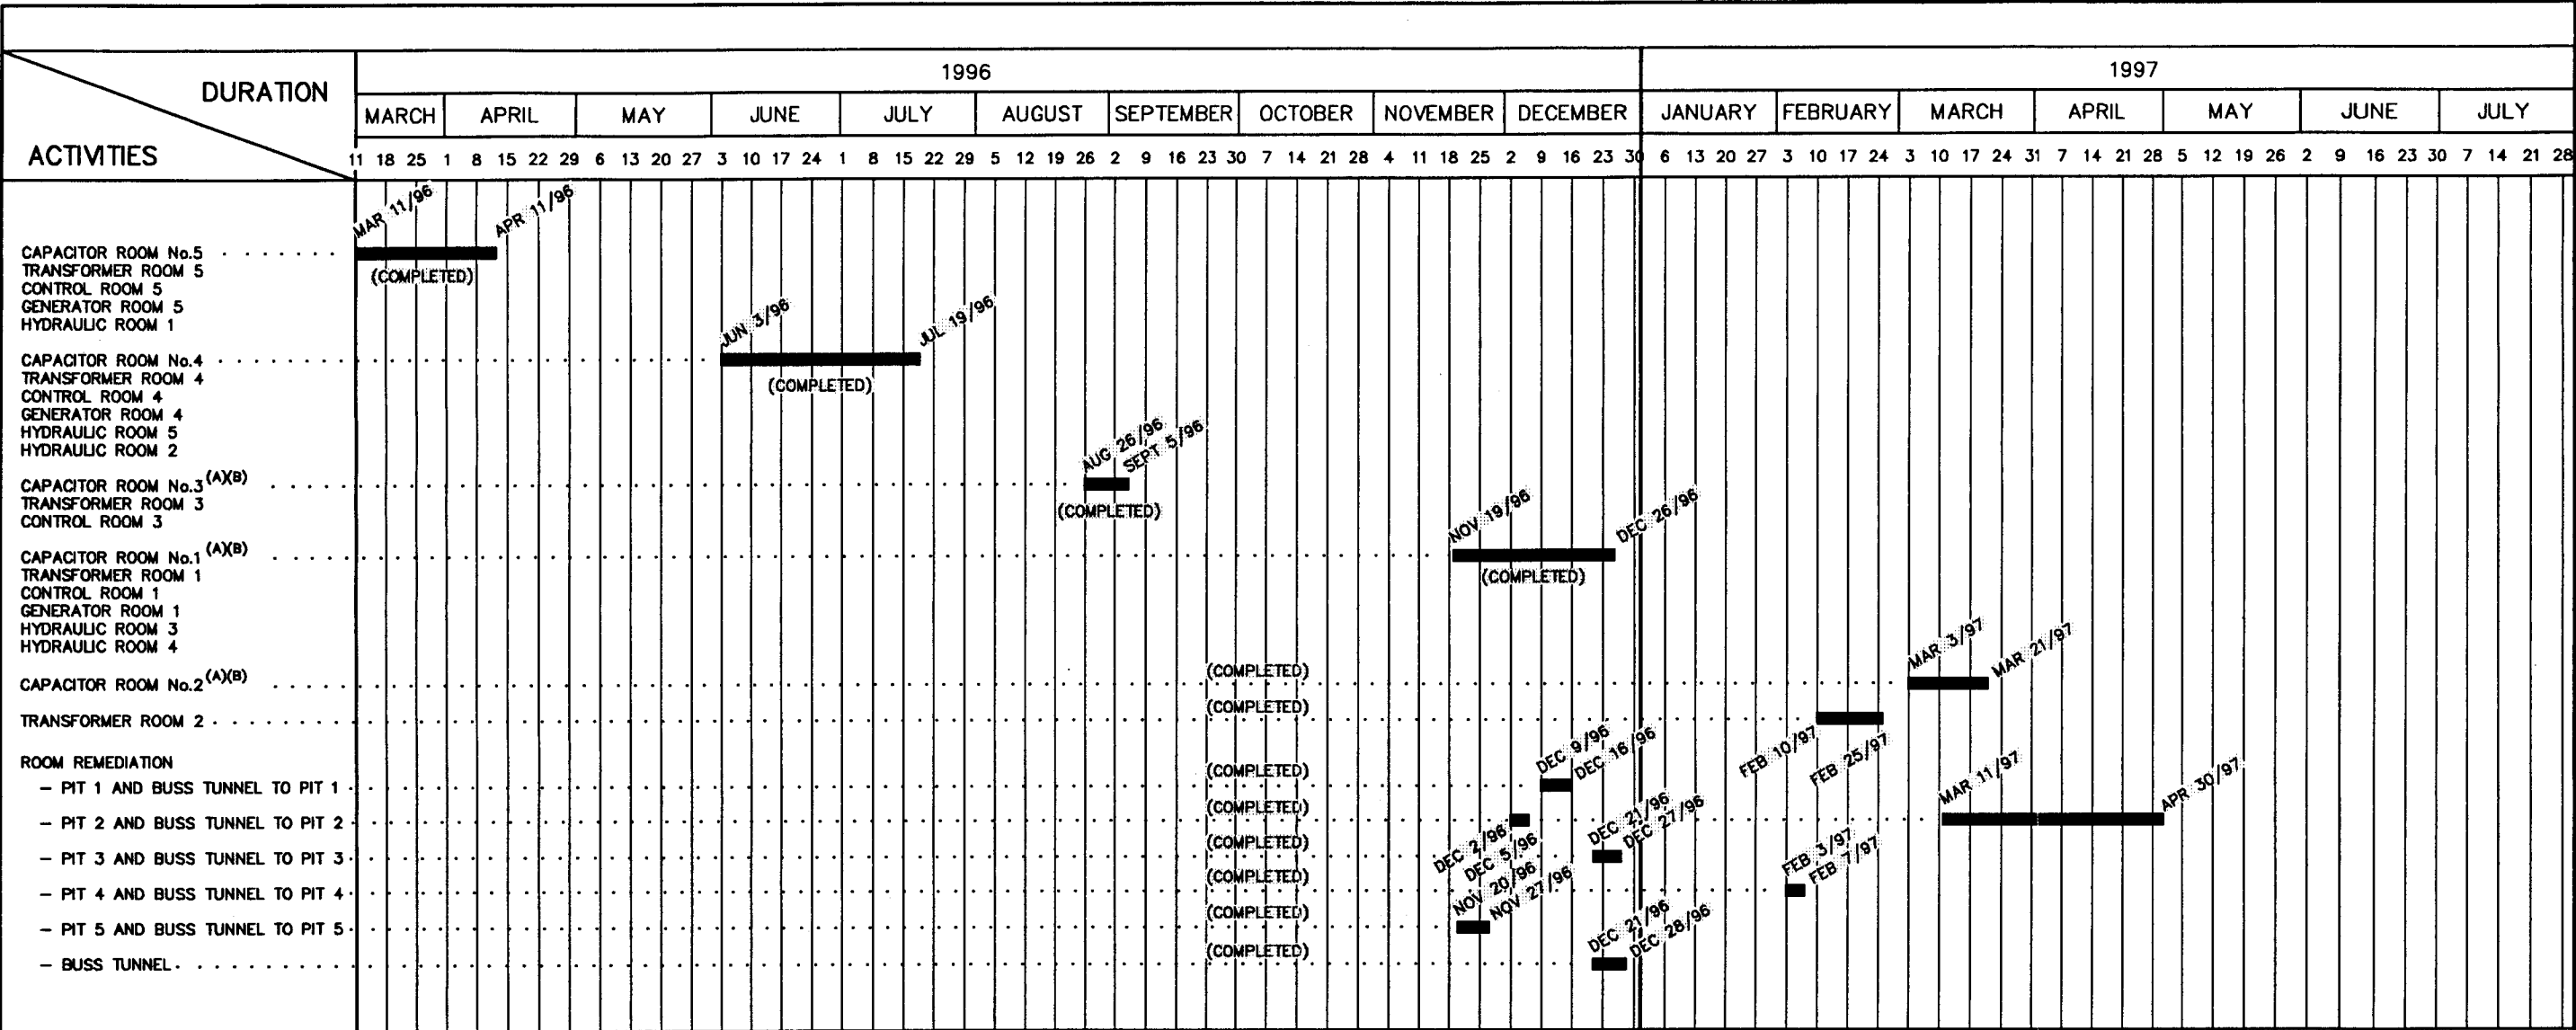 1996 1997
DURATION
MARCH APRIL MAY JUNE JULY AUGUST SEPTEMBER OCTOBER NOVEMBER DECEMBER JANUARY FEBRUARY MARCH APRIL MAY JUNE JULY
ACTIVITIES
11 18 25 1 8 15 22 29 6 13 20 27 3 10 17 24 1 8 15 22 29 5 12 19 26 2 9 16 23 30 7 14 21 28 4 11 18 25 2 9 16 23 30 6 13 20 27 3 10 17 24 3 10 17 24 31 7 14 21 28 5 12 19 26 2 9 16 23 30 7 14 21 28
MAR 11/96 APR 11/96
CAPACITOR ROOM No.5
TRANSFORMER ROOM 5
(COMPLETED)
CONTROL ROOM 5
GENERATOR ROOM 5
HYDRAULIC ROOM 1
JUN 3/96 JUL 19/96
CAPACITOR ROOM No.4
TRANSFORMER ROOM 4
(COMPLETED)
CONTROL ROOM 4
GENERATOR ROOM 4
HYDRAULIC ROOM 5
HYDRAULIC ROOM 2
AUG 26/96 SEPT 5/96
CAPACITOR ROOM No.3 (A)(B)
TRANSFORMER ROOM 3
(COMPLETED)
CONTROL ROOM 3
NOV 19/96 DEC 26/96
CAPACITOR ROOM No.1 (A)(B)
TRANSFORMER ROOM 1
(COMPLETED)
CONTROL ROOM 1
GENERATOR ROOM 1
HYDRAULIC ROOM 3
HYDRAULIC ROOM 4
MAR 3/97 MAR 21/97
CAPACITOR ROOM No.2 (A)(B) (COMPLETED)
TRANSFORMER ROOM 2 (COMPLETED)
FEB 10/97 FEB 25/97
ROOM REMEDIATION
DEC 9/96 DEC 16/96
- PIT 1 AND BUSS TUNNEL TO PIT 1 (COMPLETED)
MAR 11/97 APR 30/97
- PIT 2 AND BUSS TUNNEL TO PIT 2 (COMPLETED)
DEC 2/96 DEC 5/96
DEC 21/96 DEC 27/96
- PIT 3 AND BUSS TUNNEL TO PIT 3 (COMPLETED)
FEB 3/97 FEB 7/97
- PIT 4 AND BUSS TUNNEL TO PIT 4 (COMPLETED)
NOV 20/96 NOV 27/96
- PIT 5 AND BUSS TUNNEL TO PIT 5 (COMPLETED)
DEC 21/96 DEC 28/96
- BUSS TUNNEL (COMPLETED)